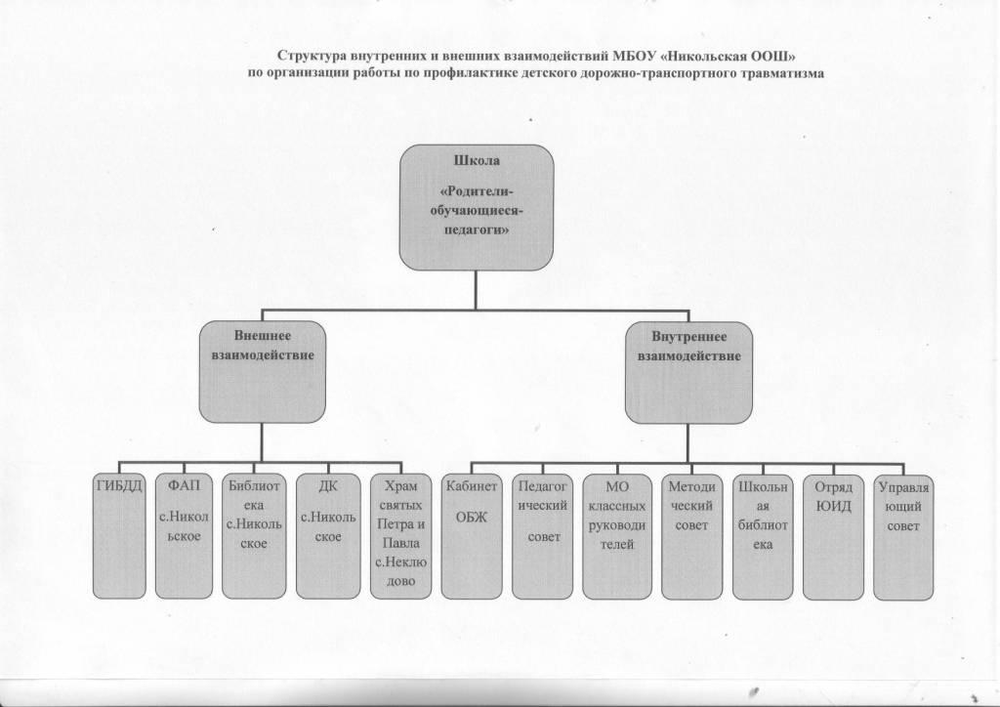 Структура внутренних и внешних взаимодействий МБОУ «Никольская ООШ»
по организации работы по профилактике детского дорожно-транспортного травматизма
Школа
«Родители-
обучающиеся-
педагоги»
Внешнее
взаимодействие
Внутреннее
взаимодействие
ГИБДД
ФАП
с.Никол
ьское
Библиот
ека
с.Николь
ское
ДК
с.Николь
ское
Храм
святых
Петра и
Павла
с.Неклю
дово
Кабинет
ОБЖ
Педагог
ический
совет
МО
классных
руководи
телей
Методи
ческий
совет
Школьн
ая
библиот
ека
Отряд
ЮИД
Управля
ющий
совет